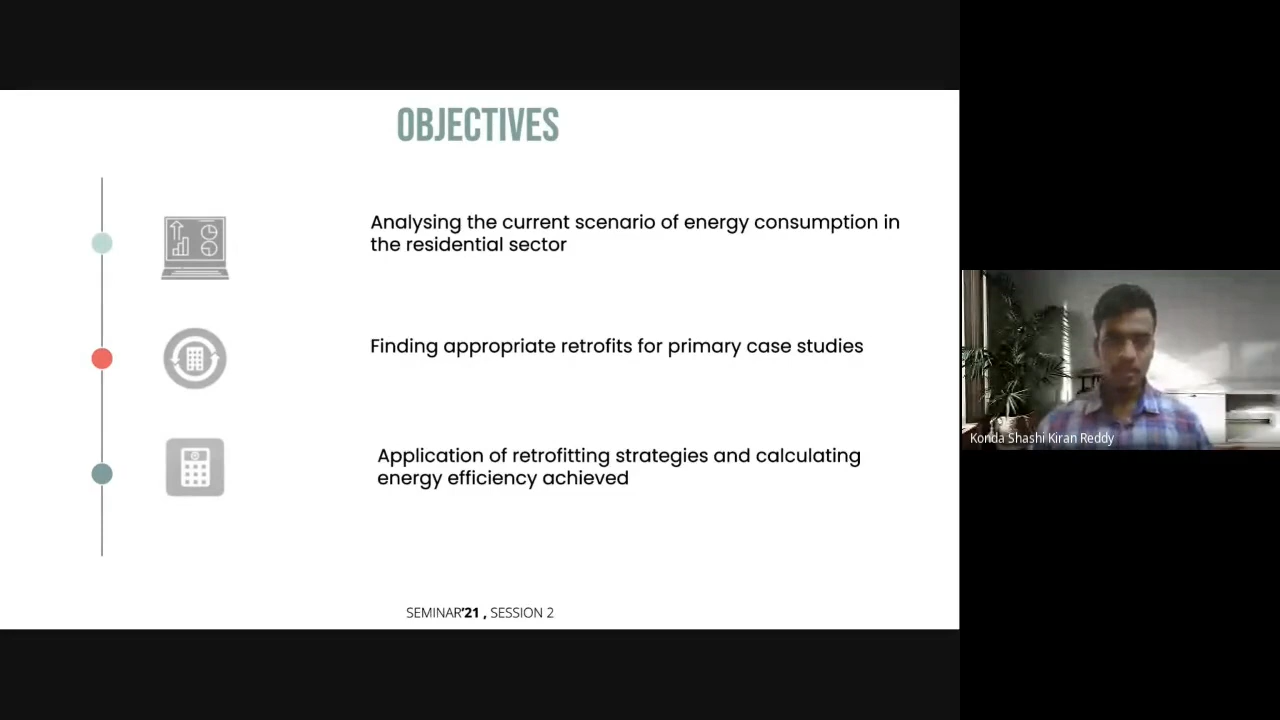 OBJECTIVES
Analysing the current scenario of energy consumption in
the residential sector
Finding appropriate retrofits for primary case studies
Application of retrofitting strategies and calculating
energy efficiency achieved
SEMINAR'21 , SESSION 2
Konda Shashi Kiran Reddy